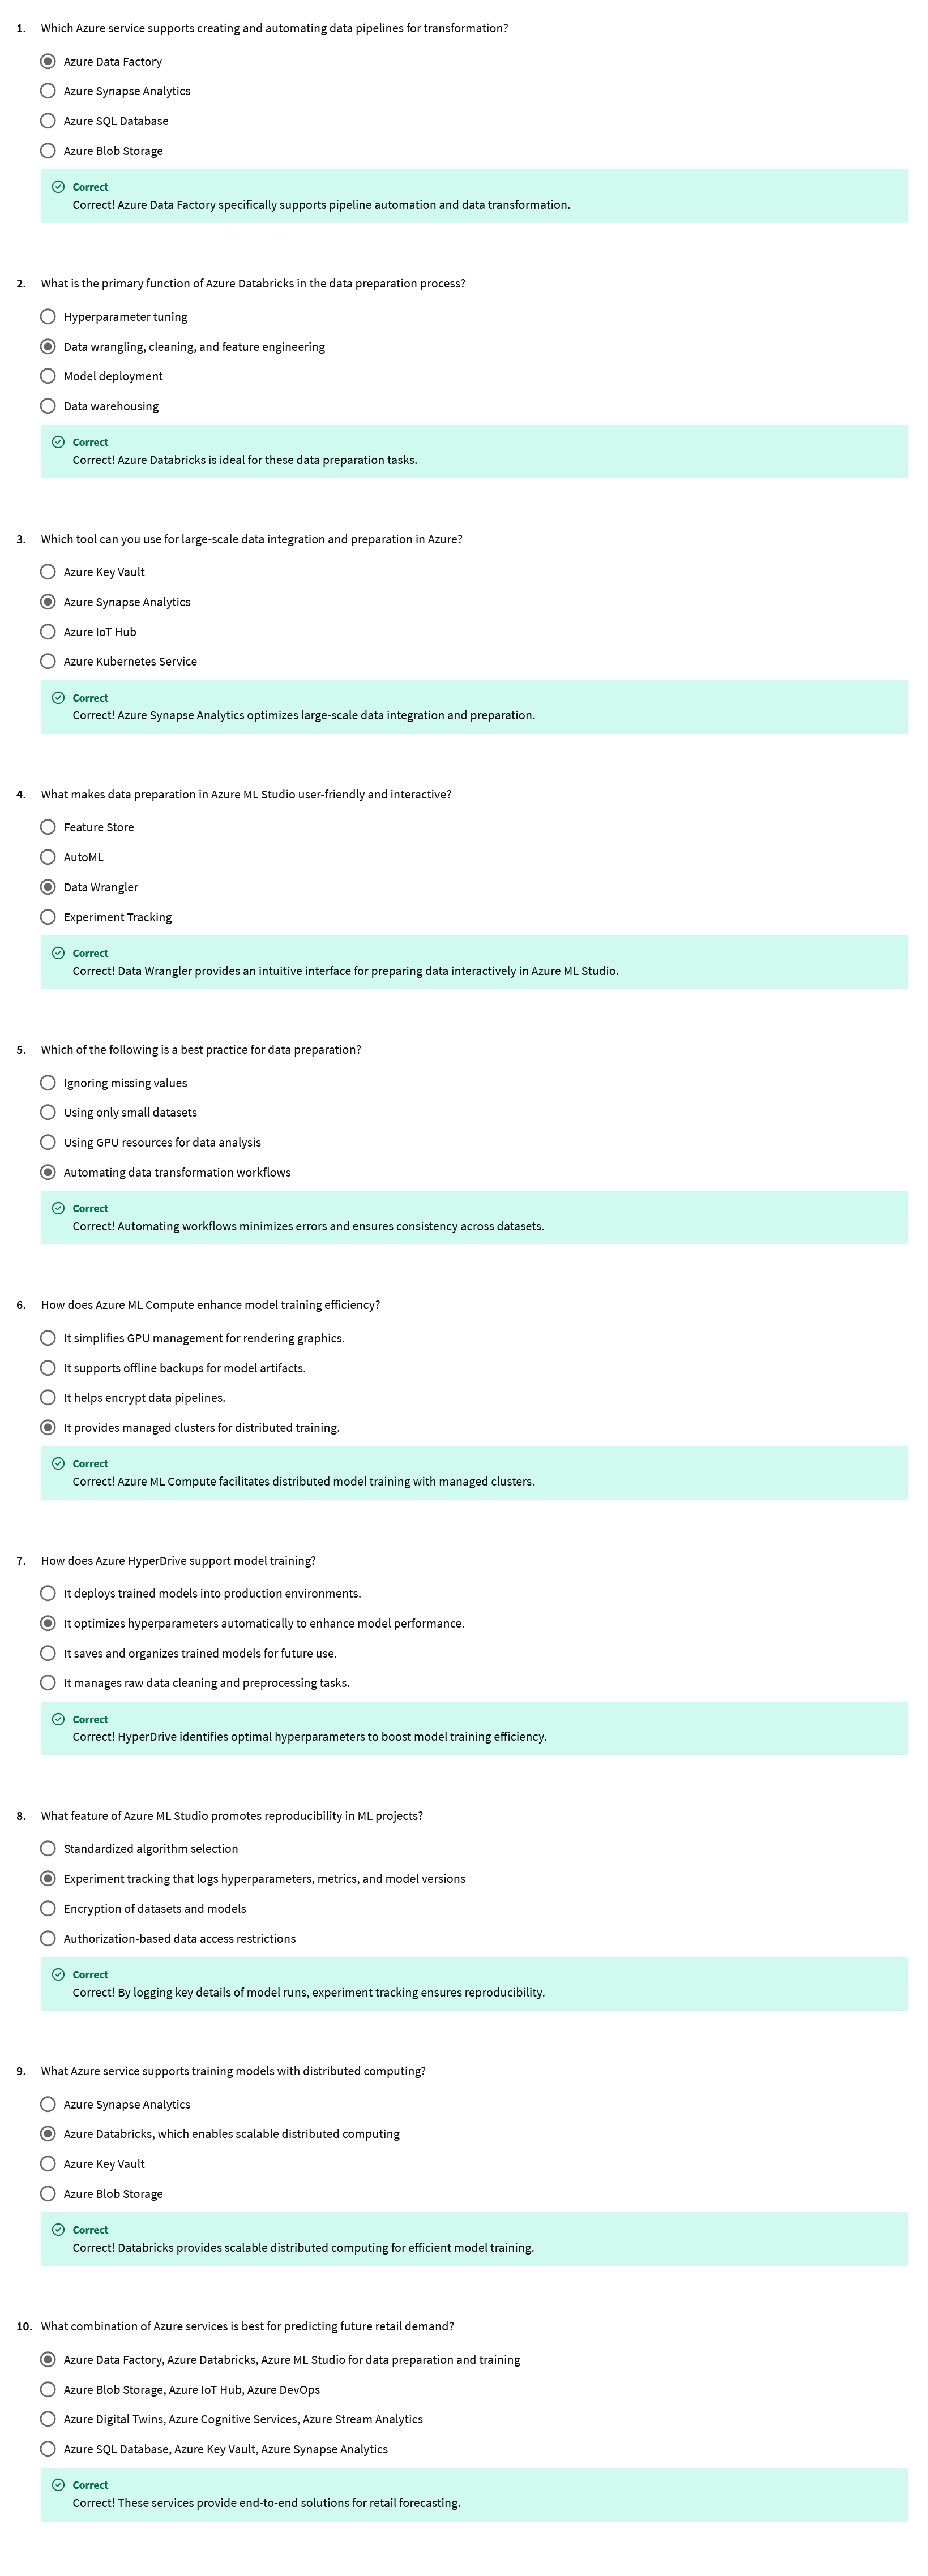 1. Which Azure service supports creating and automating data pipelines for transformation?
Azure Data Factory
Azure Synapse Analytics
Azure SQL Database
Azure Blob Storage
Correct
Correct! Azure Data Factory specifically supports pipeline automation and data transformation.
2. What is the primary function of Azure Databricks in the data preparation process?
Hyperparameter tuning
Data wrangling, cleaning, and feature engineering
Model deployment
Data warehousing
Correct
Correct! Azure Databricks is ideal for these data preparation tasks.
3. Which tool can you use for large-scale data integration and preparation in Azure?
Azure Key Vault
Azure Synapse Analytics
Azure IoT Hub
Azure Kubernetes Service
Correct
Correct! Azure Synapse Analytics optimizes large-scale data integration and preparation.
4. What makes data preparation in Azure ML Studio user-friendly and interactive?
Feature Store
AutoML
Data Wrangler
Experiment Tracking
Correct
Correct! Data Wrangler provides an intuitive interface for preparing data interactively in Azure ML Studio.
5. Which of the following is a best practice for data preparation?
Ignoring missing values
Using only small datasets
Using GPU resources for data analysis
Automating data transformation workflows
Correct
Correct! Automating workflows minimizes errors and ensures consistency across datasets.
6. How does Azure ML Compute enhance model training efficiency?
It simplifies GPU management for rendering graphics.
It supports offline backups for model artifacts.
It helps encrypt data pipelines.
It provides managed clusters for distributed training.
Correct
Correct! Azure ML Compute facilitates distributed model training with managed clusters.
7. How does Azure HyperDrive support model training?
It deploys trained models into production environments.
It optimizes hyperparameters automatically to enhance model performance.
It saves and organizes trained models for future use.
It manages raw data cleaning and preprocessing tasks.
Correct
Correct! HyperDrive identifies optimal hyperparameters to boost model training efficiency.
8. What feature of Azure ML Studio promotes reproducibility in ML projects?
Standardized algorithm selection
Experiment tracking that logs hyperparameters, metrics, and model versions
Encryption of datasets and models
Authorization-based data access restrictions
Correct
Correct! By logging key details of model runs, experiment tracking ensures reproducibility.
9. What Azure service supports training models with distributed computing?
Azure Synapse Analytics
Azure Databricks, which enables scalable distributed computing
Azure Key Vault
Azure Blob Storage
Correct
Correct! Databricks provides scalable distributed computing for efficient model training.
10. What combination of Azure services is best for predicting future retail demand?
Azure Data Factory, Azure Databricks, Azure ML Studio for data preparation and training
Azure Blob Storage, Azure IoT Hub, Azure DevOps
Azure Digital Twins, Azure Cognitive Services, Azure Stream Analytics
Azure SQL Database, Azure Key Vault, Azure Synapse Analytics
Correct
Correct! These services provide end-to-end solutions for retail forecasting.